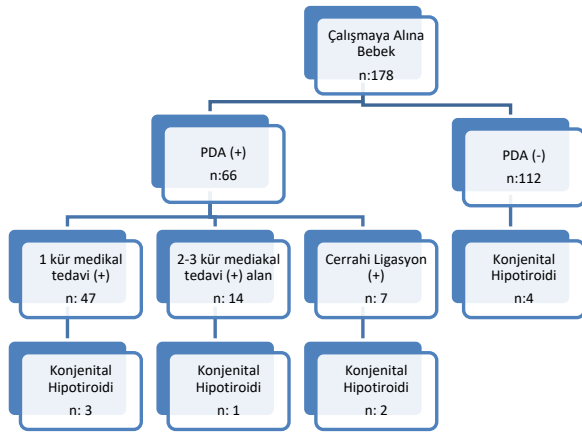 Çalışmaya Alına
Bebek
n:178
PDA (+)
n:66
PDA (-)
n:112
1 kür medikal
tedavi (+)
n: 47
2-3 kür mediakal
tedavi (+) alan
n: 14
Cerrahi Ligasyon
(+)
n: 7
Konjenital
Hipotiroidi
n:4
Konjenital
Hipotiroidi
n: 3
Konjenital
Hipotiroidi
n: 1
Konjenital
Hipotiroidi
n: 2